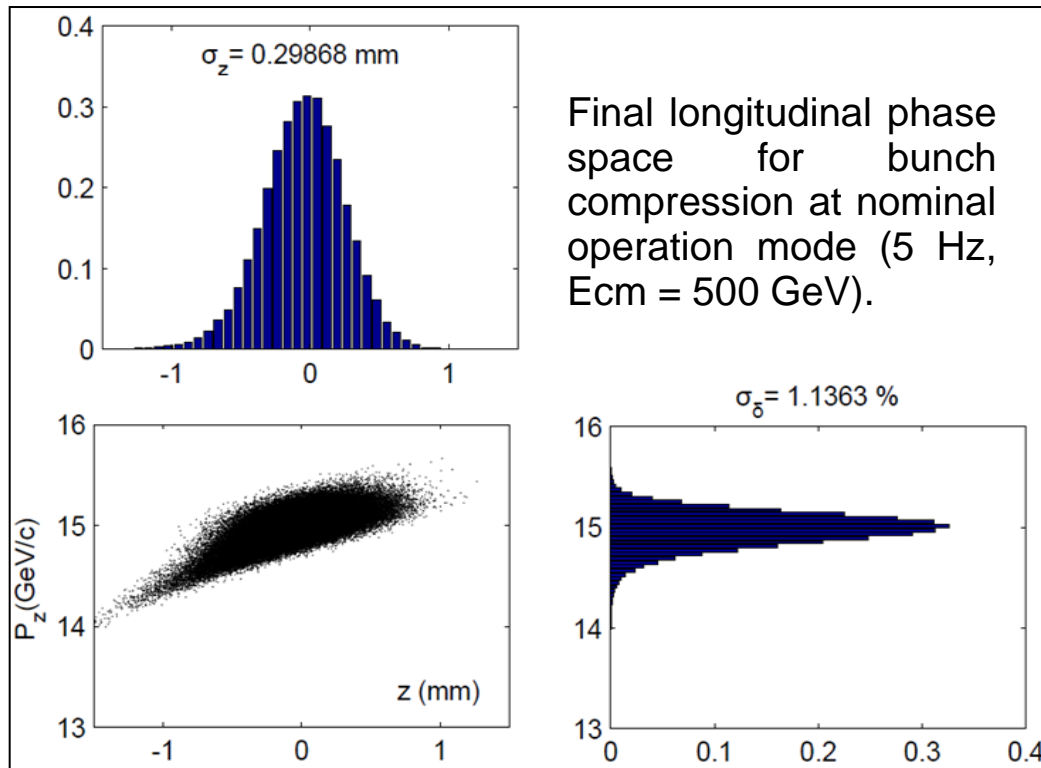 0.4
σz= 0.29868 mm
0.3
0.2
0.1
0
-1 0 1
Final longitudinal phase
space for bunch
compression at nominal
operation mode (5 Hz,
Ecm = 500 GeV).
16
15
14
13
Pz(GeV/c)
z (mm)
-1 0 1
σδ= 1.1363 %
16
15
14
13
0 0.1 0.2 0.3 0.4